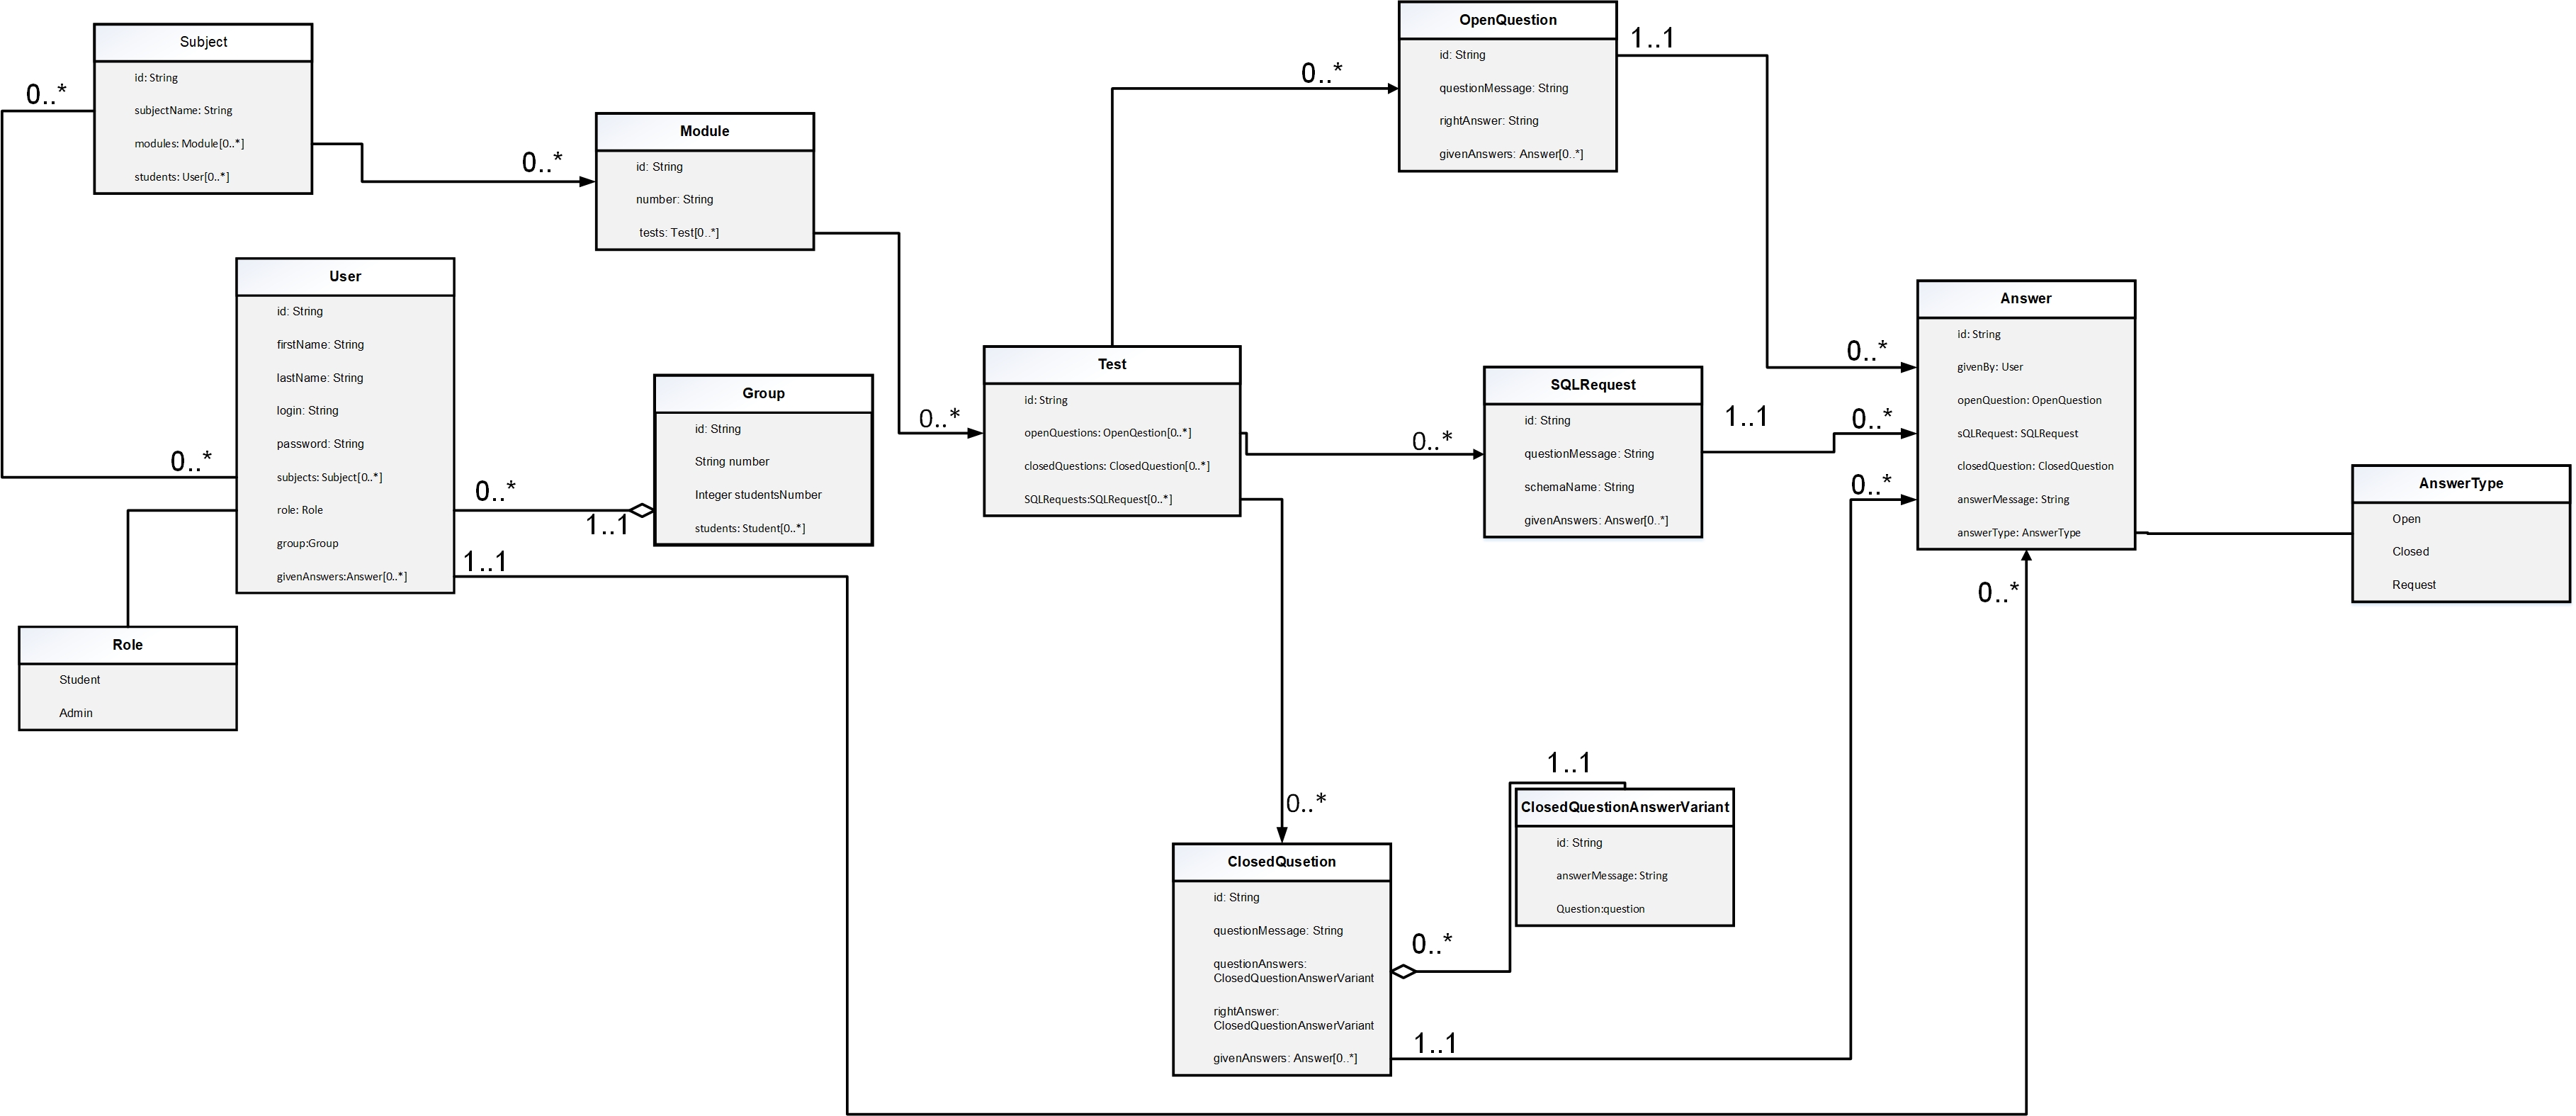 Subject
id: String
subjectName: String
modules: Module[0..*]
students: User[0..*]
0..*
0..*
Module
id: String
number: String
tests: Test[0..*]
0..*
User
id: String
firstName: String
lastName: String
login: String
password: String
subjects: Subject[0..*]
role: Role
group:Group
givenAnswers:Answer[0..*]
0..*
0..*
1..1
1..1
Group
id: String
String number
Integer studentsNumber
students: Student[0..*]
Role
Student
Admin
Test
id: String
openQuestions: OpenQestion[0..*]
closedQuestions: ClosedQuestion[0..*]
SQLRequests:SQLRequest[0..*]
0..*
0..*
0..*
OpenQuestion
id: String
questionMessage: String
rightAnswer: String
givenAnswers: Answer[0..*]
1..1
SQLRequest
id: String
questionMessage: String
schemaName: String
givenAnswers: Answer[0..*]
1..1
ClosedQusetion
id: String
questionMessage: String
questionAnswers:
ClosedQuestionAnswerVariant
rightAnswer:
ClosedQuestionAnswerVariant
givenAnswers: Answer[0..*]
0..*
1..1
1..1
ClosedQuestionAnswerVariant
id: String
answerMessage: String
Question:question
0..*
0..*
0..*
0..*
Answer
id: String
givenBy: User
openQuestion: OpenQuestion
sQLRequest: SQLRequest
closedQuestion: ClosedQuestion
answerMessage: String
answerType: AnswerType
AnswerType
Open
Closed
Request